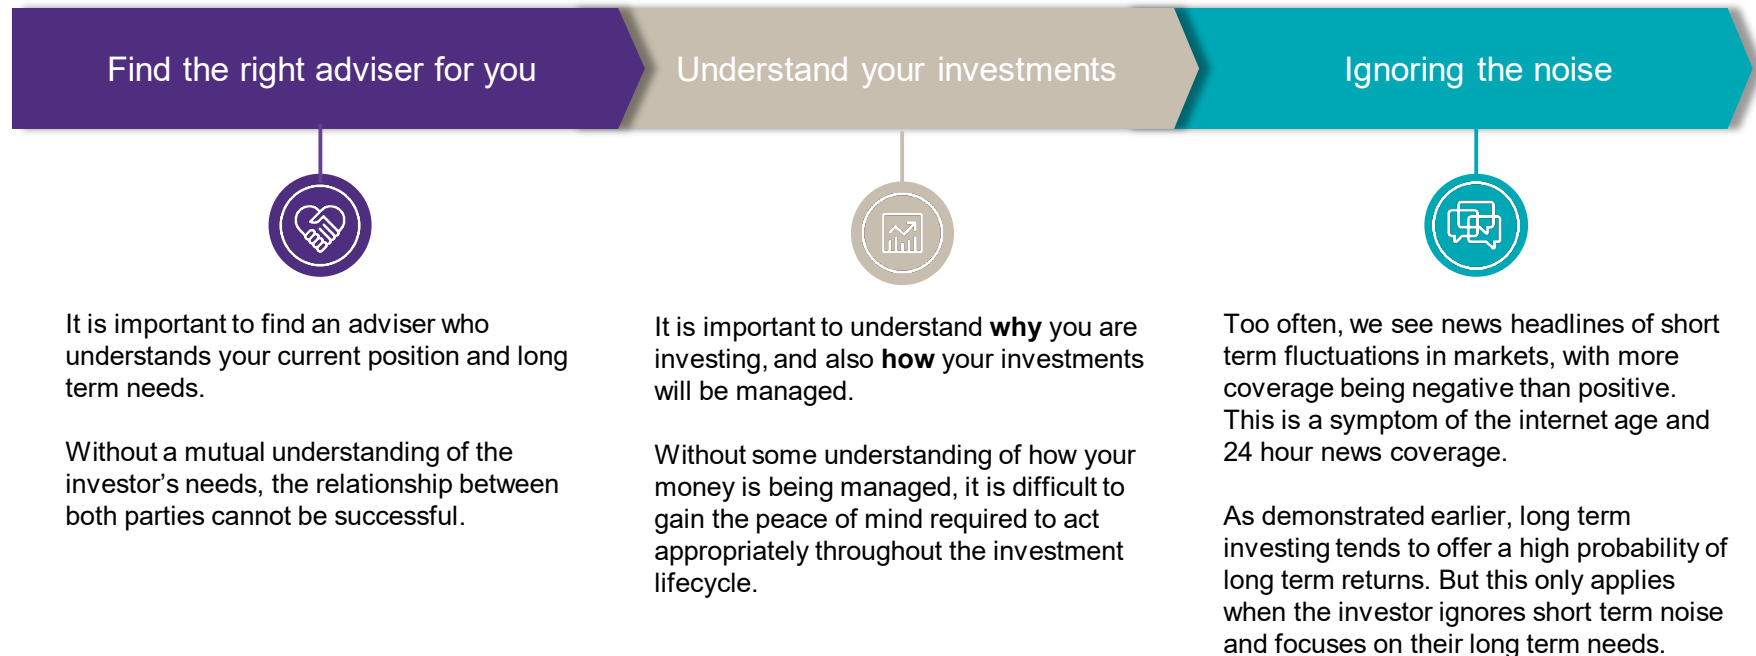 Find the right adviser for you
Understand your investments
Ignoring the noise
It is important to find an adviser who
understands your current position and long
term needs.
Without a mutual understanding of the
investor’s needs, the relationship between
both parties cannot be successful.
It is important to understand why you are
investing, and also how your investments
will be managed.
Without some understanding of how your
money is being managed, it is difficult to
gain the peace of mind required to act
appropriately throughout the investment
lifecycle.
Too often, we see news headlines of short
term fluctuations in markets, with more
coverage being negative than positive.
This is a symptom of the internet age and
24 hour news coverage.
As demonstrated earlier, long term
investing tends to offer a high probability of
long term returns. But this only applies
when the investor ignores short term noise
and focuses on their long term needs.